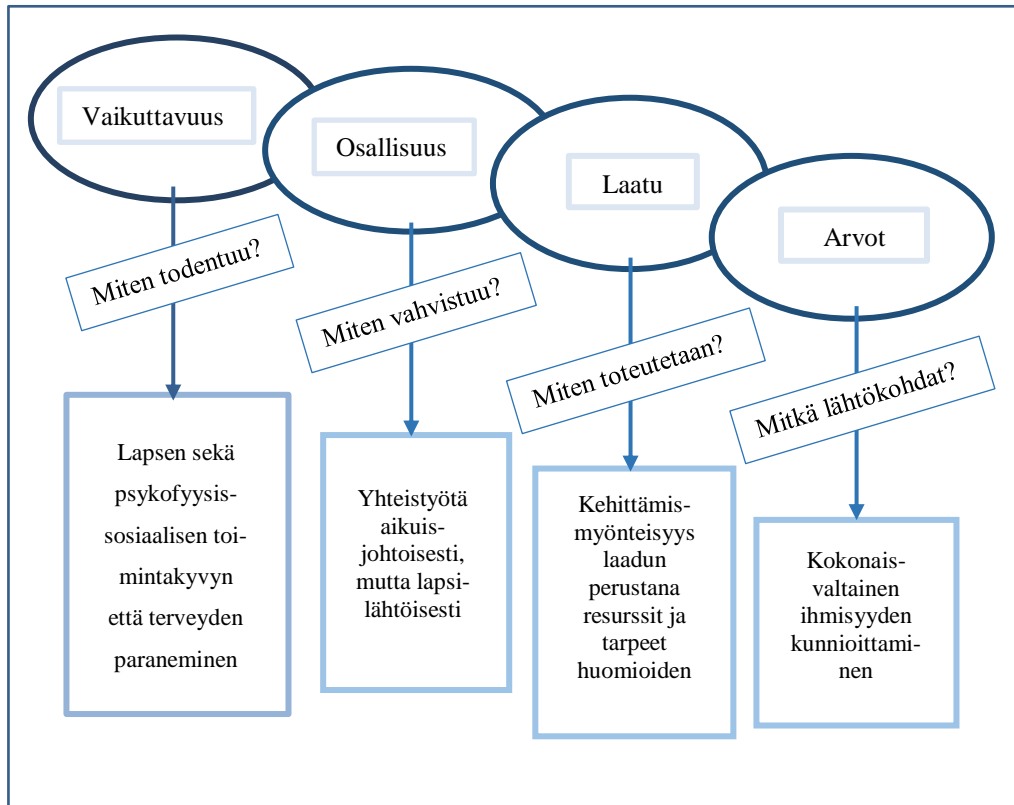 Vaikuttavuus
Osallisuus
Laatu
Arvot
Miten todentuu?
Miten vahvistuu?
Miten toteutetaan?
Mitkä lähtökohdat?
Lapsen sekä
psykofyysis-
sosiaalisen toi-
mintakyvyn
että terveyden
paraneminen
Yhteistyötä
aikuis-
johtoisesti,
mutta lapsi-
lähtöisesti
Kehittämis-
myönteisyys
laadun
perustana
resurssit ja
tarpeet
huomioiden
Kokonais-
valtainen
ihmisyyden
kunnioittami-
nen